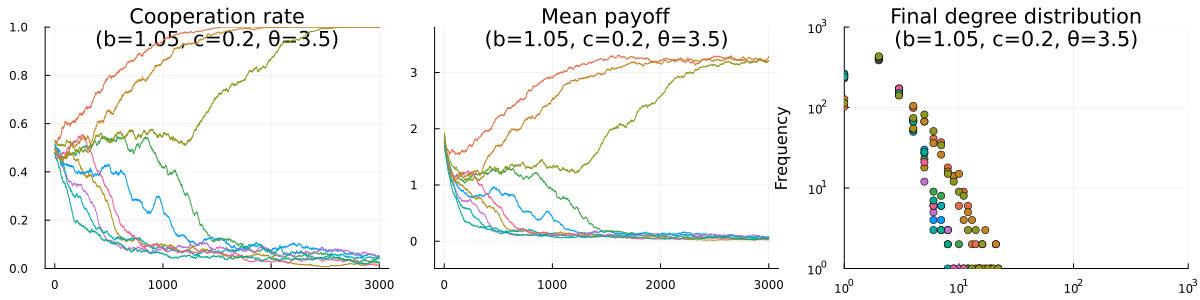 Cooperation rate
(b=1.05, c=0.2, θ=3.5)
1.0
0.8
0.6
0.4
0.2
0.0
0 1000 2000 3000
Mean payoff
(b=1.05, c=0.2, θ=3.5)
3
2
1
0
0 1000 2000 3000
Final degree distribution
(b=1.05, c=0.2, θ=3.5)
Frequency
10³
10²
10¹
10⁰
10⁰ 10¹ 10² 10³